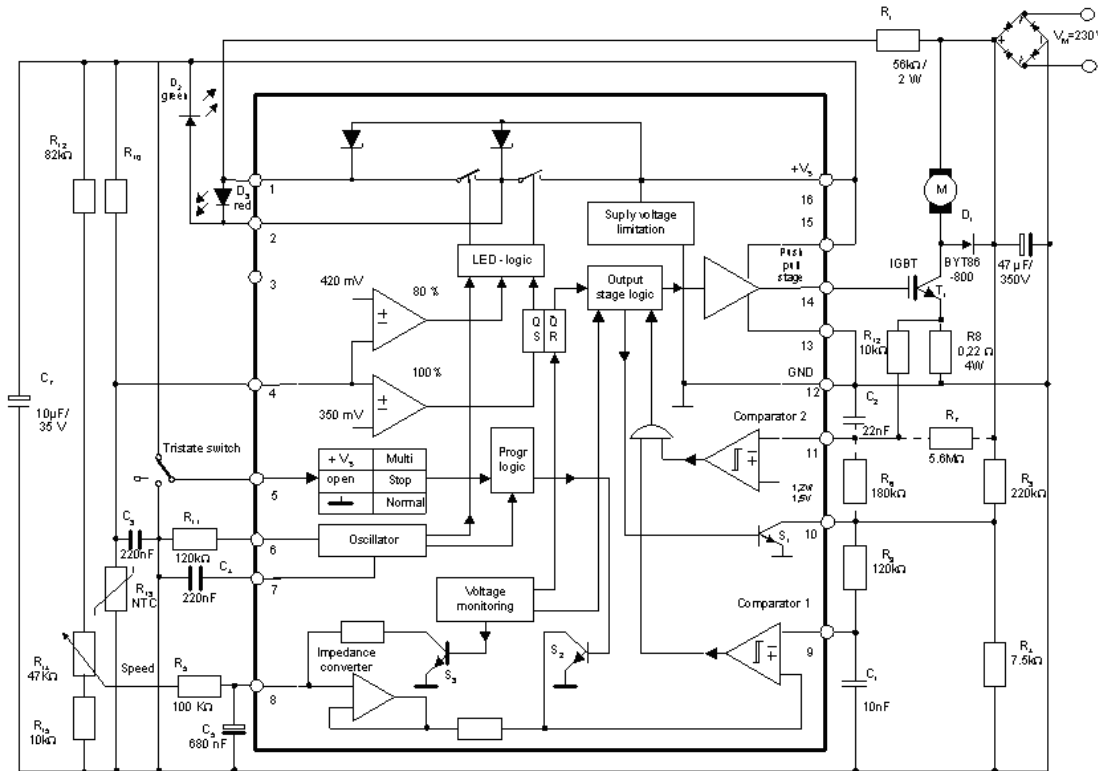 R₁
56kΩ /
2 W
V_M=230V
D₂
green
R₁₂
82kΩ
R₁₀
D₃
red
1
2
3
+V_S
16
15
Suply voltage
limitation
Push
pull
stage
14
13
GND
12
LED - logic
Output
stage logic
420 mV
80 %
Q
S
Q̄
R
100 %
350 mV
4
M
D₁
BYT86
-800
47 µF/
350V
IGBT
T₁
R₁₂
10kΩ
R8
0,22 Ω
4W
C₂
22nF
C₇
10µF/
35 V
Tristate switch
5
+ V_S
Multi
open
Stop
Normal
Progr
logic
Comparator 2
11
R₇
5.6MΩ
R₆
180kΩ
R₃
220kΩ
C₃
220nF
R₁₁
120kΩ
6
Oscillator
C₄
220nF
7
S₁
10
R₁₃
NTC
Voltage
monitoring
120kΩ
Comparator 1
9
Impedance
converter
S₃
S₂
R₁₄
47KΩ
Speed
R₉
100 KΩ
8
C₅
680 nF
R₁₅
10kΩ
R₄
7.5kΩ
C₁
10nF